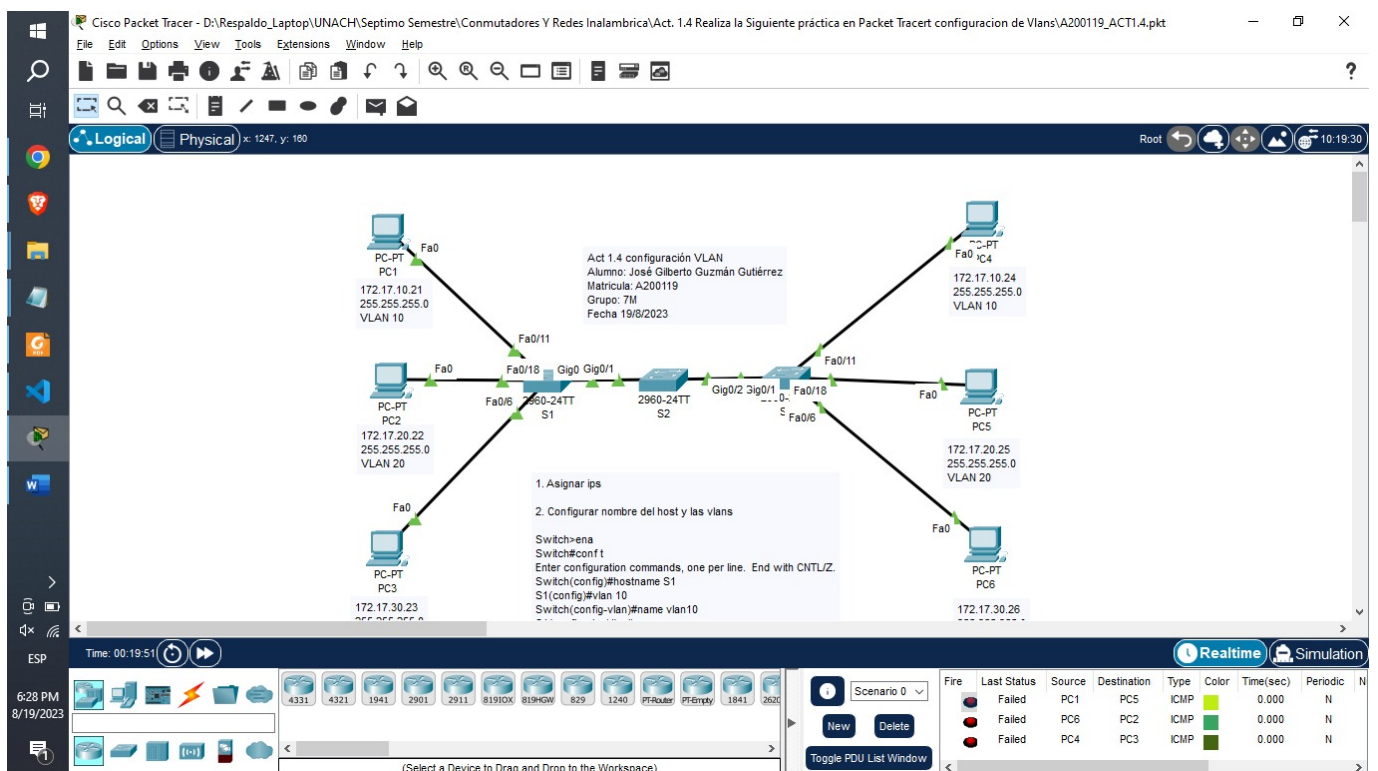 Cisco Packet Tracer - D:\Respaldo_Laptop\UNACH\Septimo Semestre\Conmutadores Y Redes Inalambrica\Act. 1.4 Realiza la Siguiente práctica en Packet Tracert configuracion de Vlans\A200119_ACT1.4.pkt
File Edit Options View Tools Extensions Window Help
Logical Physical x: 1247, y: 160
Root 10:19:30
Fa0
PC-PT
PC1
172.17.10.21
255.255.255.0
VLAN 10
Act 1.4 configuración VLAN
Alumno: José Gilberto Guzmán Gutiérrez
Matricula: A200119
Grupo: 7M
Fecha 19/8/2023
Fa0
PC4
172.17.10.24
255.255.255.0
VLAN 10
Fa0/11
Fa0/11
Fa0
Fa0/18
Gig0
Gig0/1
Fa0/6
2960-24TT
S1
2960-24TT
S2
Gig0/2
Fa0/18
Fa0/6
Fa0
PC-PT
PC2
172.17.20.22
255.255.255.0
VLAN 20
PC-PT
PC5
172.17.20.25
255.255.255.0
VLAN 20
1. Asignar ips
2. Configurar nombre del host y las vlans
Switch>ena
Switch#conf t
Enter configuration commands, one per line. End with CNTL/Z.
Switch(config)#hostname S1
S1(config)#vlan 10
Switch(config-vlan)#name vlan10
Fa0
PC-PT
PC3
172.17.30.23
Fa0
PC-PT
PC6
172.17.30.26
Time: 00:19:51
Realtime Simulation
4331 4321 1941 2901 2911 819IOX 819HGW 829 1240 PT-Router PT-Empty 1841 2620
(Select a Device to Drag and Drop to the Workspace)
Scenario 0
New Delete
Toggle PDU List Window
Fire Last Status Source Destination Type Color Time(sec) Periodic N
Failed PC1 PC5 ICMP 0.000 N
Failed PC6 PC2 ICMP 0.000 N
Failed PC4 PC3 ICMP 0.000 N
ESP
6:28 PM
8/19/2023